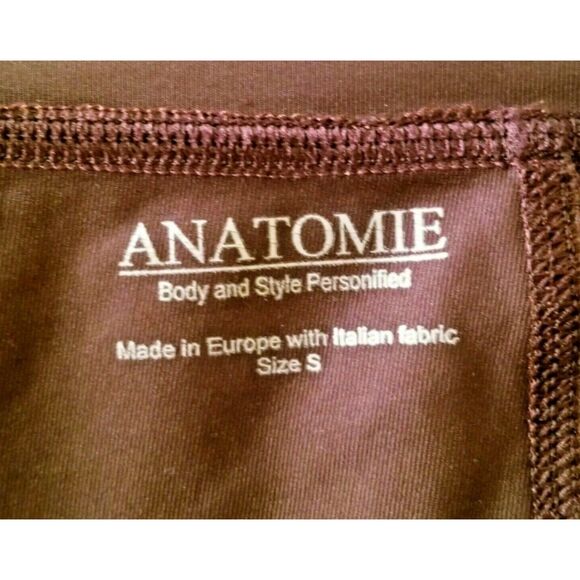 ANATOMIE
Body and Style Personified
Made in Europe with Italian fabric
Size S